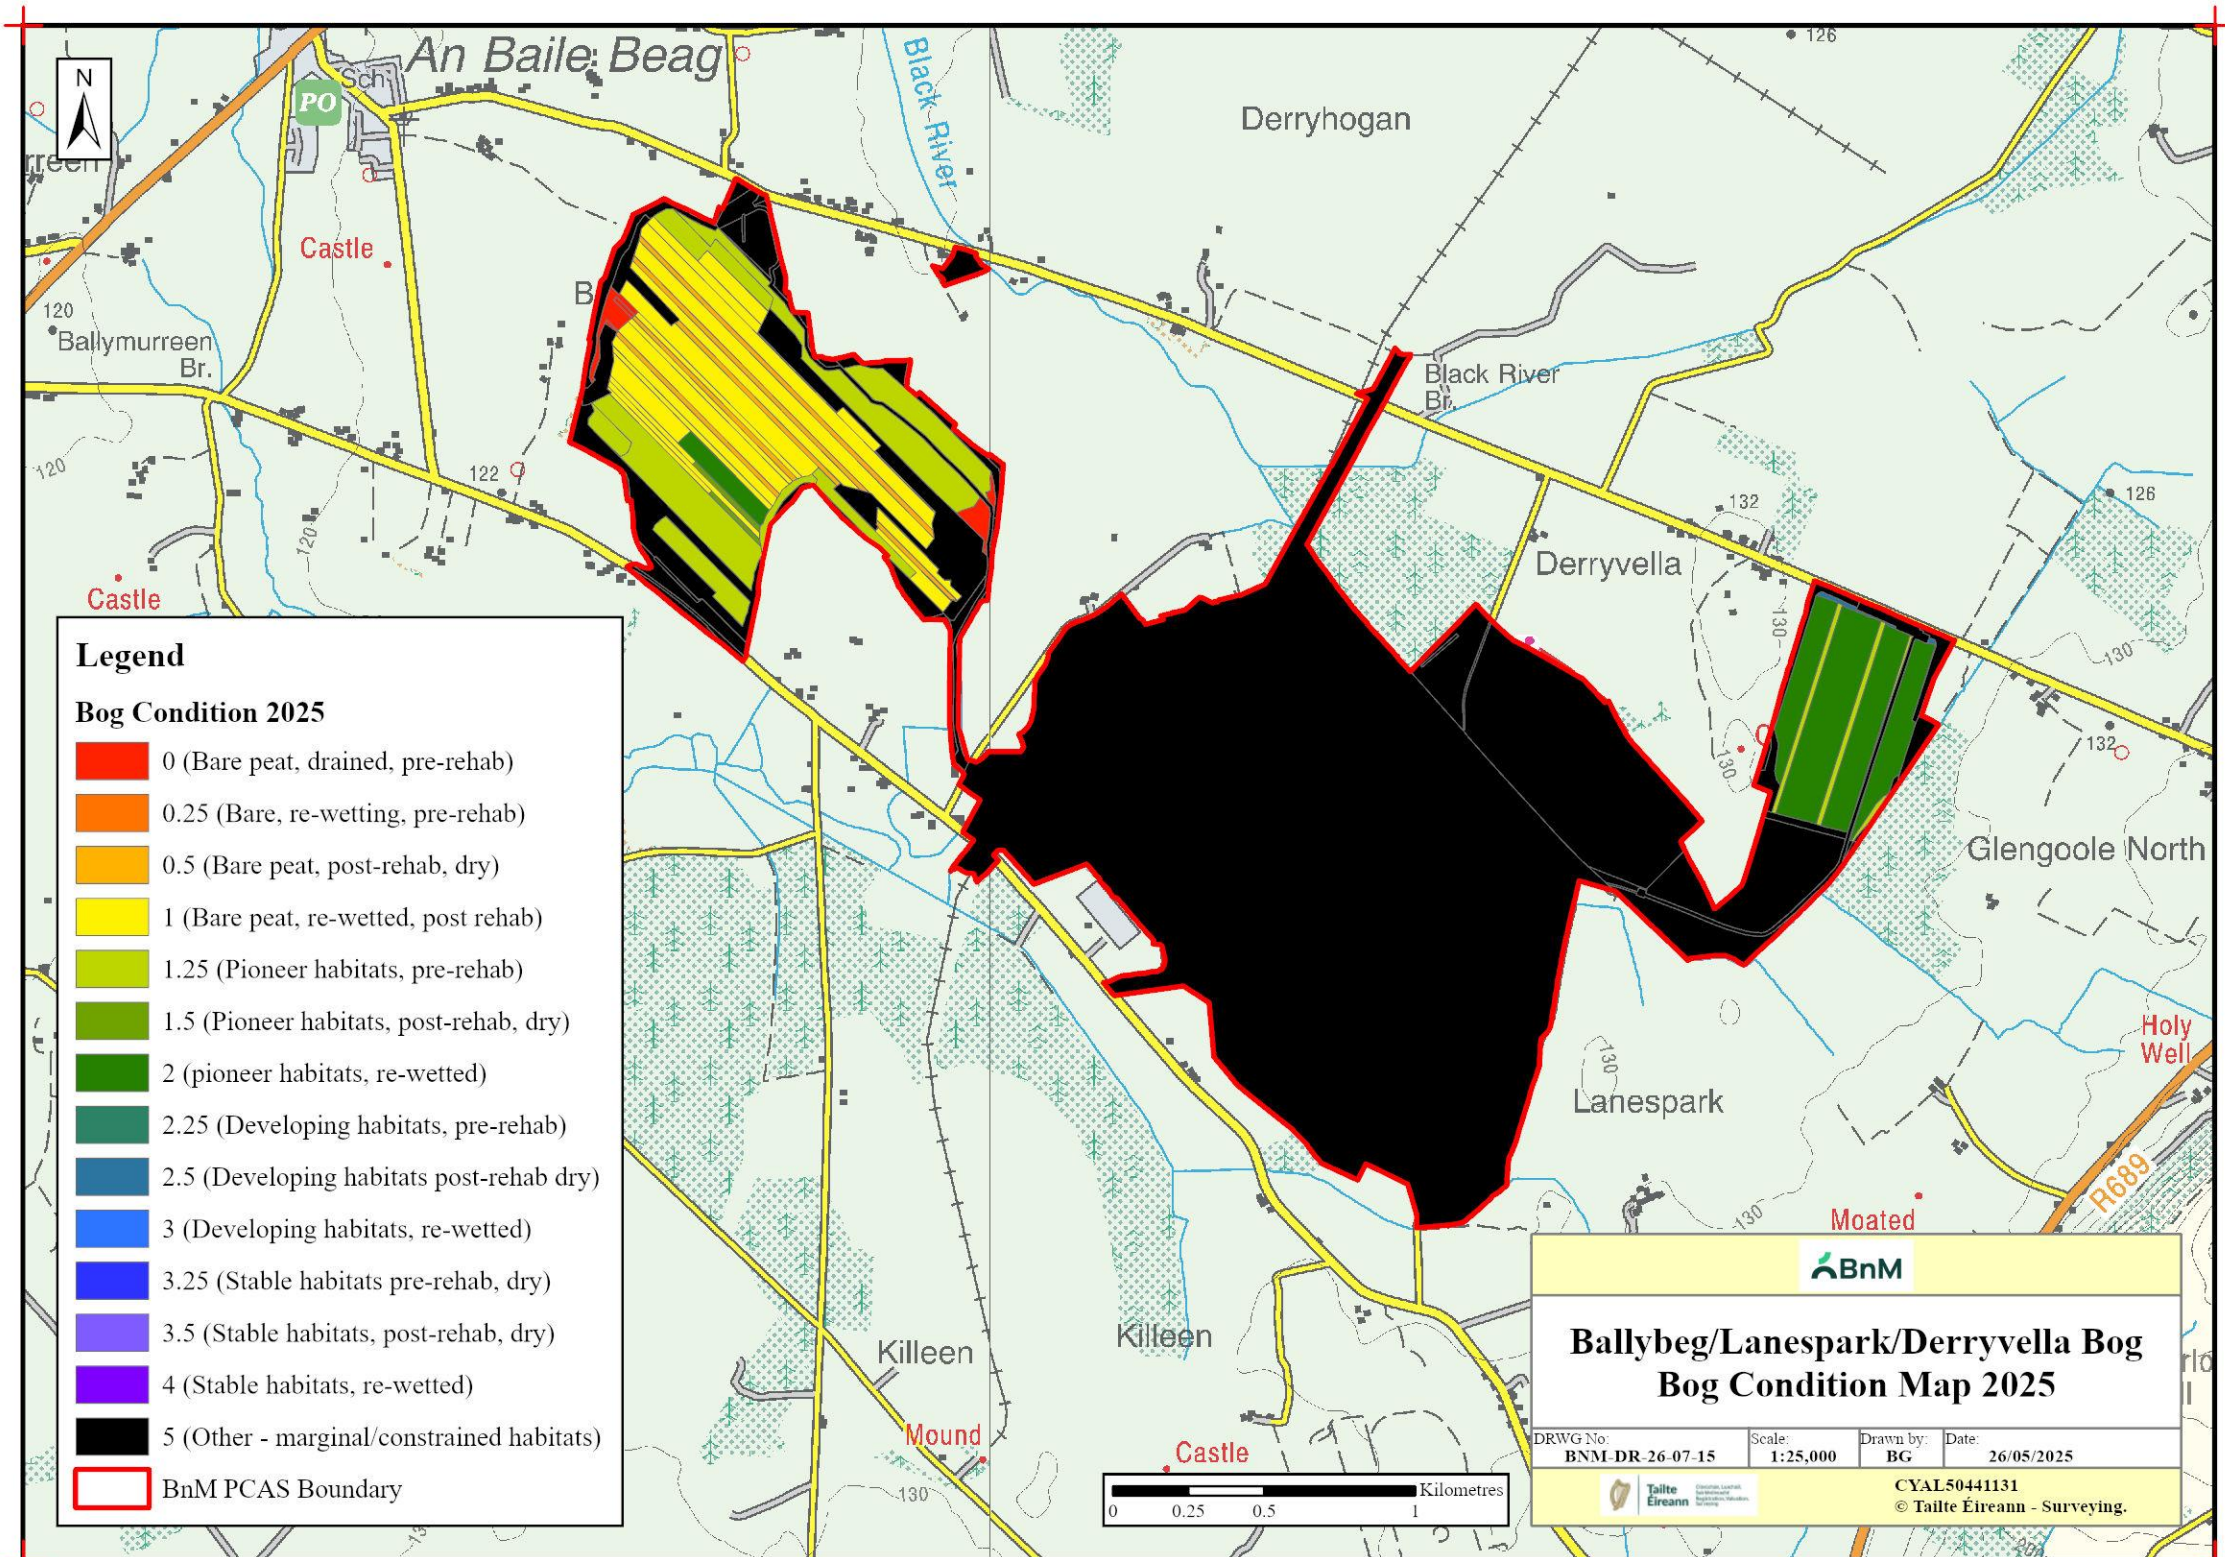 N
An Baile Beag
Sch
PO
Black River
Derryhogan
126
rreen
Castle
120
Ballymurreen
Br.
B
Black River
Br.
120
122
120
Castle
132
126
Derryvella
130
130
132
130
C
Glengoole North
Legend
Bog Condition 2025
0 (Bare peat, drained, pre-rehab)
0.25 (Bare, re-wetting, pre-rehab)
0.5 (Bare peat, post-rehab, dry)
1 (Bare peat, re-wetted, post rehab)
1.25 (Pioneer habitats, pre-rehab)
1.5 (Pioneer habitats, post-rehab, dry)
2 (pioneer habitats, re-wetted)
2.25 (Developing habitats, pre-rehab)
2.5 (Developing habitats post-rehab dry)
3 (Developing habitats, re-wetted)
3.25 (Stable habitats pre-rehab, dry)
3.5 (Stable habitats, post-rehab, dry)
4 (Stable habitats, re-wetted)
5 (Other - marginal/constrained habitats)
BnM PCAS Boundary
Holy
Well
130
Lanespark
R689
130
Moated
Killeen
Killeen
Mound
Castle
130
Kilometres
0 0.25 0.5 1
BnM
Ballybeg/Lanespark/Derryvella Bog
Bog Condition Map 2025
DRWG No: Scale: Drawn by: Date:
BNM-DR-26-07-15 1:25,000 BG 26/05/2025
Tailte
Éireann
CYAL50441131
© Tailte Éireann - Surveying.